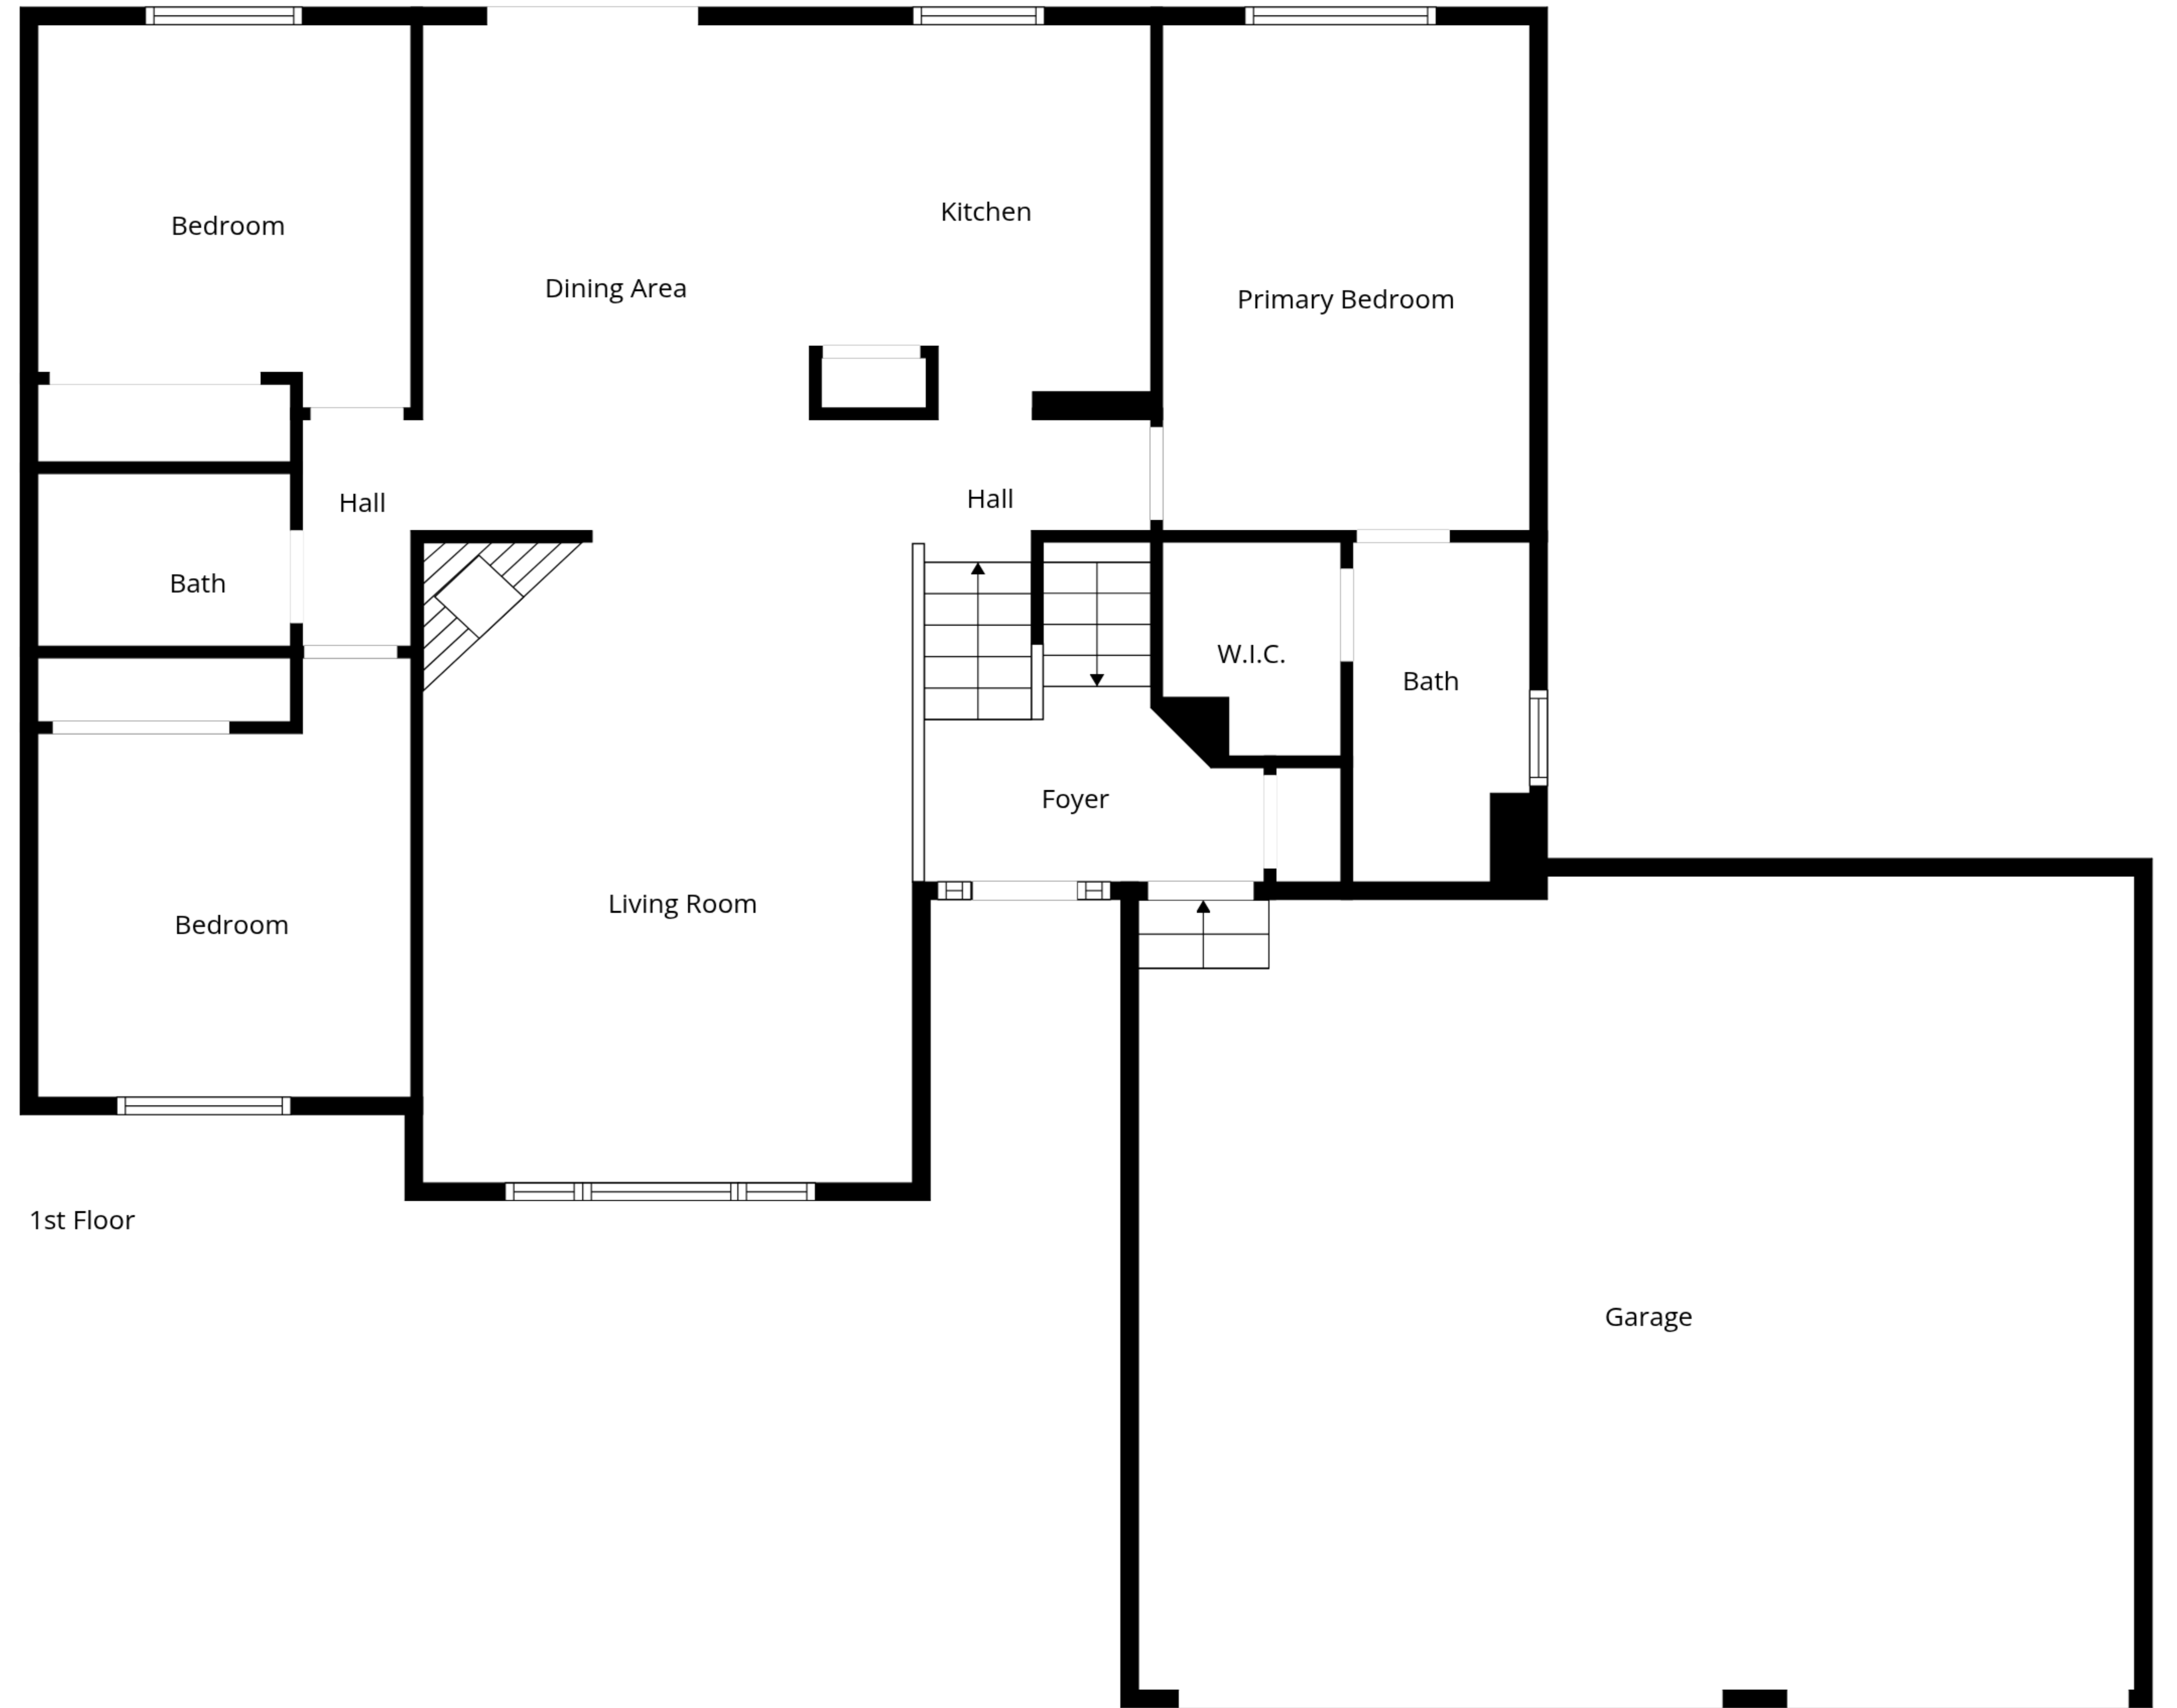 Bedroom
Kitchen
Dining Area
Primary Bedroom
Hall
Hall
Bath
W.I.C.
Bath
Foyer
Living Room
Bedroom
1st Floor
Garage